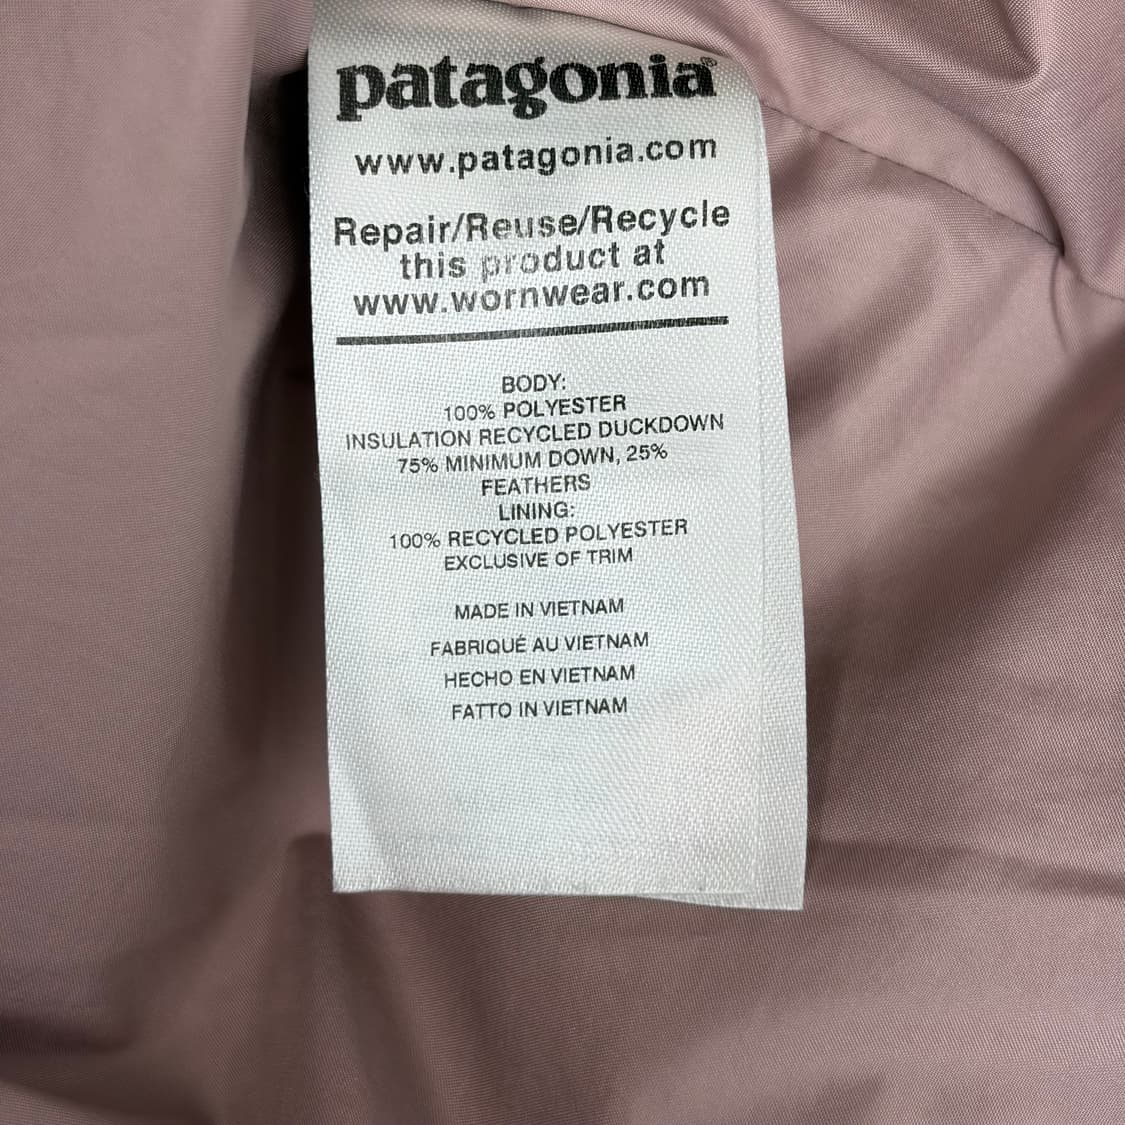 patagonia®
www.patagonia.com
Repair/Reuse/Recycle
this product at
www.wornwear.com
BODY:
100% POLYESTER
INSULATION RECYCLED DUCKDOWN
75% MINIMUM DOWN, 25%
FEATHERS
LINING:
100% RECYCLED POLYESTER
EXCLUSIVE OF TRIM
MADE IN VIETNAM
FABRIQUÉ AU VIETNAM
HECHO EN VIETNAM
FATTO IN VIETNAM